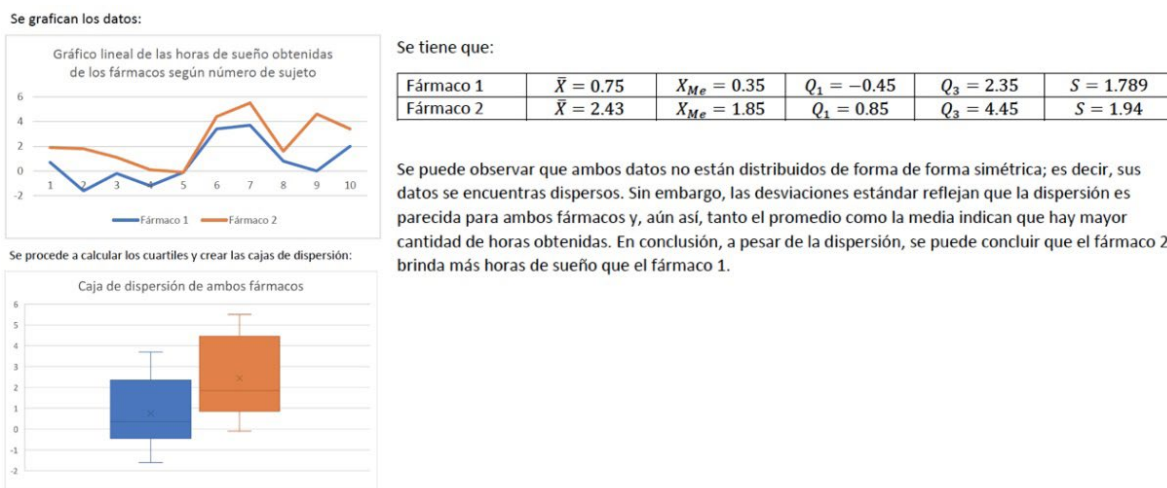 Se grafican los datos:
Gráfico lineal de las horas de sueño obtenidas
de los fármacos según número de sujeto
6
4
2
0
-2
1 2 3 4 5 6 7 8 9 10
Fármaco 1 Fármaco 2
Se procede a calcular los cuartiles y crear las cajas de dispersión:
Caja de dispersión de ambos fármacos
6
5
4
3
2
1
0
-1
-2
Se tiene que:
Fármaco 1 X̄ = 0.75 X_Me = 0.35 Q_1 = −0.45 Q_3 = 2.35 S = 1.789
Fármaco 2 X̄ = 2.43 X_Me = 1.85 Q_1 = 0.85 Q_3 = 4.45 S = 1.94
Se puede observar que ambos datos no están distribuidos de forma de forma simétrica; es decir, sus
datos se encuentras dispersos. Sin embargo, las desviaciones estándar reflejan que la dispersión es
parecida para ambos fármacos y, aún así, tanto el promedio como la media indican que hay mayor
cantidad de horas obtenidas. En conclusión, a pesar de la dispersión, se puede concluir que el fármaco 2
brinda más horas de sueño que el fármaco 1.